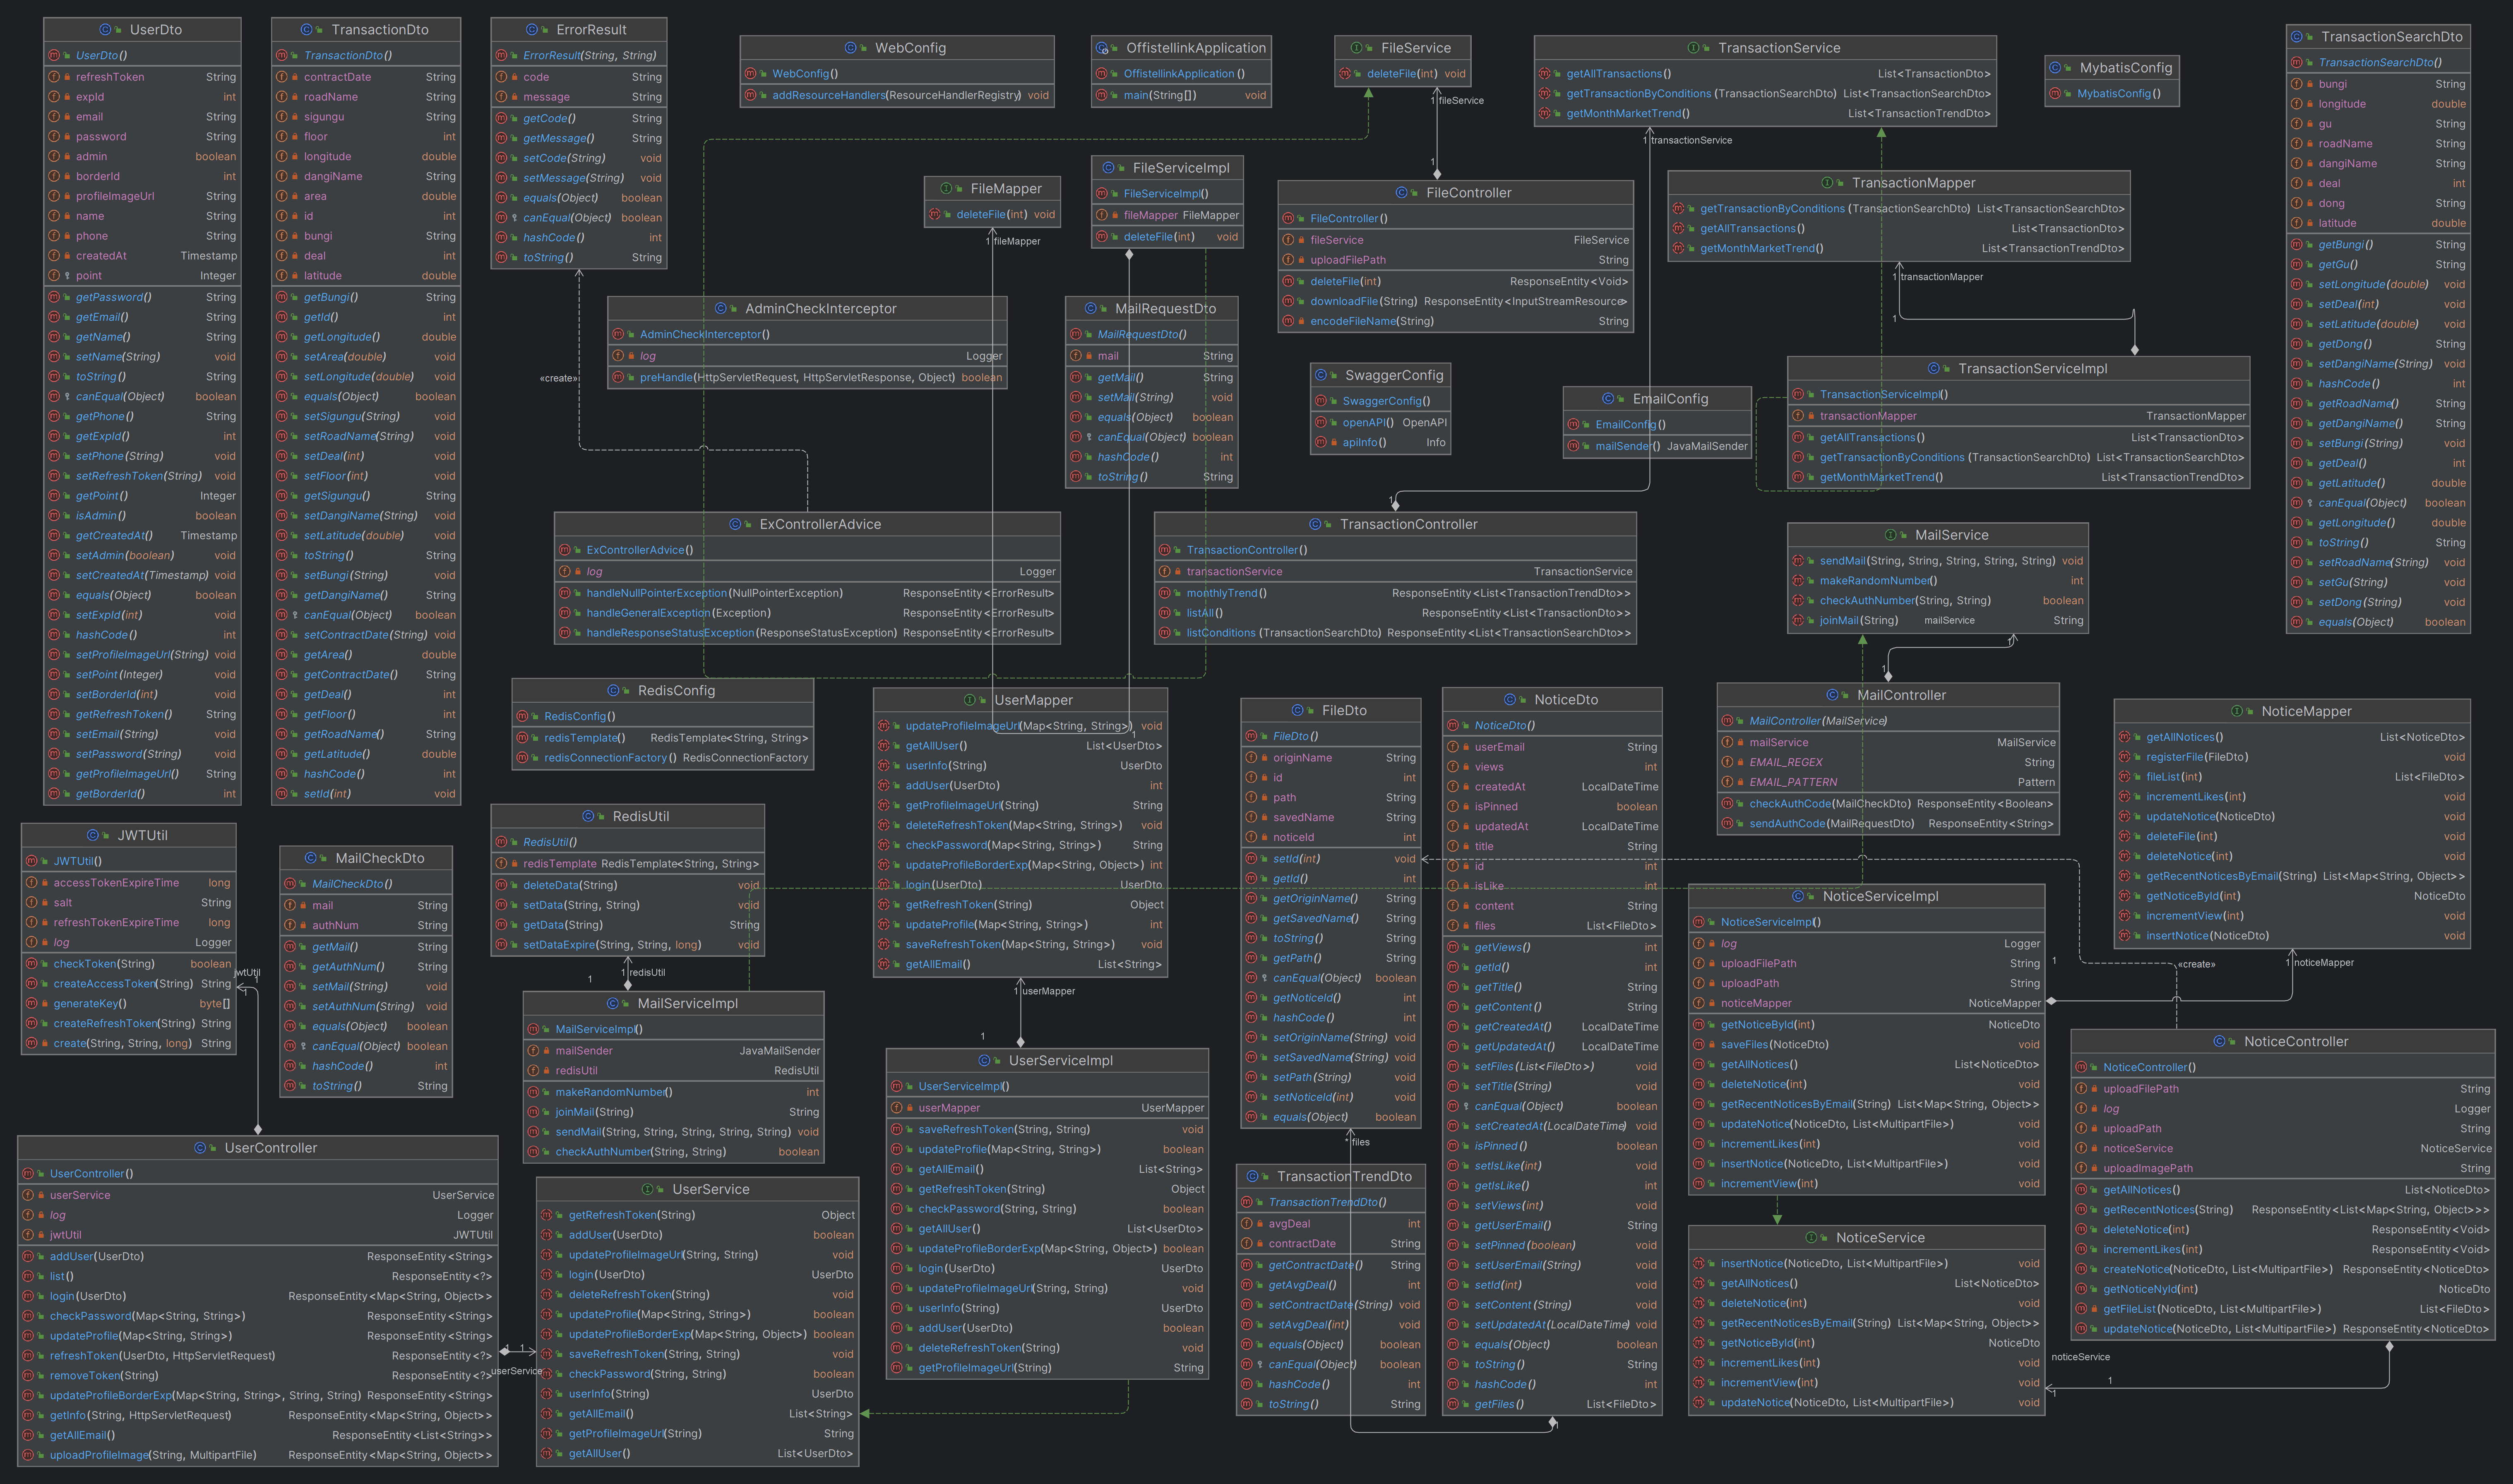 UserDto
UserDto()
refreshToken String
expId int
email String
password String
admin boolean
borderId int
profileImageUrl String
name String
phone String
createdAt Timestamp
point Integer
getPassword() String
getEmail() String
getName() String
setName(String) void
toString() String
canEqual(Object) boolean
getPhone() String
getExpId() int
setPhone(String) void
setRefreshToken(String) void
getPoint() Integer
isAdmin() boolean
getCreatedAt() Timestamp
setAdmin(boolean) void
setCreatedAt(Timestamp) void
equals(Object) boolean
setExpId(int) void
hashCode() int
setProfileImageUrl(String) void
setPoint(Integer) void
setBorderId(int) void
getRefreshToken() String
setEmail(String) void
setPassword(String) void
getProfileImageUrl() String
getBorderId() int
TransactionDto
TransactionDto()
contractDate String
roadName String
sigungu String
floor int
longitude double
dangiName String
area double
id int
bungi String
deal int
latitude double
getBungi() String
getId() int
getLongitude() double
setArea(double) void
setLongitude(double) void
equals(Object) boolean
setSigungu(String) void
setRoadName(String) void
setDeal(int) void
setFloor(int) void
getSigungu() String
setDangiName(String) void
setLatitude(double) void
toString() String
setBungi(String) void
getDangiName() String
canEqual(Object) boolean
setContractDate(String) void
getArea() double
getContractDate() String
getDeal() int
getFloor() int
getRoadName() String
getLatitude() double
hashCode() int
setId(int) void
ErrorResult
ErrorResult(String, String)
code String
message String
getCode() String
getMessage() String
setCode(String) void
setMessage(String) void
equals(Object) boolean
canEqual(Object) boolean
hashCode() int
toString() String
WebConfig
WebConfig()
addResourceHandlers(ResourceHandlerRegistry) void
OffistellinkApplication
OffistellinkApplication()
main(String[]) void
FileService
deleteFile(int) void
1 fileService
1
TransactionService
getAllTransactions() List<TransactionDto>
getTransactionByConditions(TransactionSearchDto) List<TransactionSearchDto>
getMonthMarketTrend() List<TransactionTrendDto>
1 transactionService
MybatisConfig
MybatisConfig()
TransactionSearchDto
TransactionSearchDto()
bungi String
longitude double
gu String
roadName String
dangiName String
deal int
dong String
latitude double
getBungi() String
getGu() String
setLongitude(double) void
setDeal(int) void
setLatitude(double) void
getDong() String
setDangiName(String) void
hashCode() int
getRoadName() String
getDangiName() String
setBungi(String) void
getDeal() int
getLatitude() double
canEqual(Object) boolean
getLongitude() double
toString() String
setRoadName(String) void
setGu(String) void
setDong(String) void
equals(Object) boolean
FileMapper
deleteFile(int) void
1 fileMapper
FileServiceImpl
FileServiceImpl()
fileMapper FileMapper
deleteFile(int) void
FileController
FileController()
fileService FileService
uploadFilePath String
deleteFile(int) ResponseEntity<Void>
downloadFile(String) ResponseEntity<InputStreamResource>
encodeFileName(String) String
TransactionMapper
getTransactionByConditions(TransactionSearchDto) List<TransactionSearchDto>
getAllTransactions() List<TransactionDto>
getMonthMarketTrend() List<TransactionTrendDto>
1 transactionMapper
1
AdminCheckInterceptor
AdminCheckInterceptor()
log Logger
preHandle(HttpServletRequest, HttpServletResponse, Object) boolean
MailRequestDto
MailRequestDto()
mail String
getMail() String
setMail(String) void
equals(Object) boolean
canEqual(Object) boolean
hashCode() int
toString() String
SwaggerConfig
SwaggerConfig()
openAPI() OpenAPI
apiInfo() Info
EmailConfig
EmailConfig()
mailSender() JavaMailSender
TransactionServiceImpl
TransactionServiceImpl()
transactionMapper TransactionMapper
getAllTransactions() List<TransactionDto>
getTransactionByConditions(TransactionSearchDto) List<TransactionSearchDto>
getMonthMarketTrend() List<TransactionTrendDto>
«create»
1
ExControllerAdvice
ExControllerAdvice()
log Logger
handleNullPointerException(NullPointerException) ResponseEntity<ErrorResult>
handleGeneralException(Exception) ResponseEntity<ErrorResult>
handleResponseStatusException(ResponseStatusException) ResponseEntity<ErrorResult>
TransactionController
TransactionController()
transactionService TransactionService
monthlyTrend() ResponseEntity<List<TransactionTrendDto>>
listAll() ResponseEntity<List<TransactionDto>>
listConditions(TransactionSearchDto) ResponseEntity<List<TransactionSearchDto>>
MailService
sendMail(String, String, String, String) void
makeRandomNumber() int
checkAuthNumber(String, String) boolean
joinMail(String) String
mailService
1
1
RedisConfig
RedisConfig()
redisTemplate() RedisTemplate<String, String>
redisConnectionFactory() RedisConnectionFactory
UserMapper
updateProfileImageUrl(Map<String, String>) void
getAllUser() List<UserDto>
userInfo(String) UserDto
addUser(UserDto) int
getProfileImageUrl(String) String
deleteRefreshToken(Map<String, String>) void
checkPassword(Map<String, String>) String
updateProfileBorderExp(Map<String, Object>) int
login(UserDto) UserDto
getRefreshToken(String) Object
updateProfile(Map<String, String>) int
saveRefreshToken(Map<String, String>) void
getAllEmail() List<String>
1
1 userMapper
1
FileDto
FileDto()
originName String
id int
path String
savedName String
noticeId int
setId(int) void
getId() int
getOriginName() String
getSavedName() String
toString() String
getPath() String
canEqual(Object) boolean
getNoticeId() int
hashCode() int
setOriginName(String) void
setSavedName(String) void
setPath(String) void
setNoticeId(int) void
equals(Object) boolean
* files
NoticeDto
NoticeDto()
userEmail String
views int
createdAt LocalDateTime
isPinned boolean
updatedAt LocalDateTime
title String
id int
isLike int
content String
files List<FileDto>
getViews() int
getId() int
getTitle() String
getContent() String
getCreatedAt() LocalDateTime
getUpdatedAt() LocalDateTime
setFiles(List<FileDto>) void
setTitle(String) void
canEqual(Object) boolean
setCreatedAt(LocalDateTime) void
isPinned() boolean
setIsLike(int) void
getIsLike() int
setViews(int) void
getUserEmail() String
setPinned(boolean) void
setUserEmail(String) void
setId(int) void
setContent(String) void
setUpdatedAt(LocalDateTime) void
equals(Object) boolean
toString() String
hashCode() int
getFiles() List<FileDto>
1
MailController
MailController(MailService)
mailService MailService
EMAIL_REGEX String
EMAIL_PATTERN Pattern
checkAuthCode(MailCheckDto) ResponseEntity<Boolean>
sendAuthCode(MailRequestDto) ResponseEntity<String>
NoticeMapper
getAllNotices() List<NoticeDto>
registerFile(FileDto) void
fileList(int) List<FileDto>
incrementLikes(int) void
updateNotice(NoticeDto) void
deleteFile(int) void
deleteNotice(int) void
getRecentNoticesByEmail(String) List<Map<String, Object>>
getNoticeById(int) NoticeDto
incrementView(int) void
insertNotice(NoticeDto) void
1 noticeMapper
«create»
1
JWTUtil
JWTUtil()
accessTokenExpireTime long
salt String
refreshTokenExpireTime long
log Logger
checkToken(String) boolean
createAccessToken(String) String
generateKey() byte[]
createRefreshToken(String) String
create(String, String, long) String
jwtUtil
1
1
MailCheckDto
MailCheckDto()
mail String
authNum String
getMail() String
getAuthNum() String
setMail(String) void
setAuthNum(String) void
equals(Object) boolean
canEqual(Object) boolean
hashCode() int
toString() String
RedisUtil
RedisUtil()
redisTemplate RedisTemplate<String, String>
deleteData(String) void
setData(String, String) void
getData(String) String
setDataExpire(String, String, long) void
1
1 redisUtil
MailServiceImpl
MailServiceImpl()
mailSender JavaMailSender
redisUtil RedisUtil
makeRandomNumber() int
joinMail(String) String
sendMail(String, String, String, String) void
checkAuthNumber(String, String) boolean
UserServiceImpl
UserServiceImpl()
userMapper UserMapper
saveRefreshToken(String, String) void
updateProfile(Map<String, String>) boolean
getAllEmail() List<String>
getRefreshToken(String) Object
checkPassword(String, String) boolean
getAllUser() List<UserDto>
updateProfileBorderExp(Map<String, Object>) boolean
login(UserDto) UserDto
updateProfileImageUrl(String, String) void
userInfo(String) UserDto
addUser(UserDto) boolean
deleteRefreshToken(String) void
getProfileImageUrl(String) String
NoticeServiceImpl
NoticeServiceImpl()
log Logger
uploadFilePath String
uploadPath String
noticeMapper NoticeMapper
getNoticeById(int) NoticeDto
saveFiles(NoticeDto) void
getAllNotices() List<NoticeDto>
deleteNotice(int) void
getRecentNoticesByEmail(String) List<Map<String, Object>>
updateNotice(NoticeDto, List<MultipartFile>) void
incrementLikes(int) void
insertNotice(NoticeDto, List<MultipartFile>) void
incrementView(int) void
NoticeController
NoticeController()
uploadFilePath String
log Logger
uploadPath String
noticeService NoticeService
uploadImagePath String
getAllNotices() List<NoticeDto>
getRecentNotices(String) ResponseEntity<List<Map<String, Object>>>
deleteNotice(int) ResponseEntity<Void>
incrementLikes(int) ResponseEntity<Void>
createNotice(NoticeDto, List<MultipartFile>) ResponseEntity<NoticeDto>
getNoticeNyId(int) NoticeDto
getFileList(NoticeDto, List<MultipartFile>) List<FileDto>
updateNotice(NoticeDto, List<MultipartFile>) ResponseEntity<NoticeDto>
UserController
UserController()
userService UserService
log Logger
jwtUtil JWTUtil
addUser(UserDto) ResponseEntity<String>
list() ResponseEntity<?>
login(UserDto) ResponseEntity<Map<String, Object>>
checkPassword(Map<String, String>) ResponseEntity<String>
updateProfile(Map<String, String>) ResponseEntity<String>
refreshToken(UserDto, HttpServletRequest) ResponseEntity<?>
removeToken(String) ResponseEntity<?>
updateProfileBorderExp(Map<String, String>, String, String) ResponseEntity<String>
getInfo(String, HttpServletRequest) ResponseEntity<Map<String, Object>>
getAllEmail() ResponseEntity<List<String>>
uploadProfileImage(String, MultipartFile) ResponseEntity<Map<String, Object>>
1 1
userService
UserService
getRefreshToken(String) Object
addUser(UserDto) boolean
updateProfileImageUrl(String, String) void
login(UserDto) UserDto
deleteRefreshToken(String) void
updateProfile(Map<String, String>) boolean
updateProfileBorderExp(Map<String, Object>) boolean
saveRefreshToken(String, String) void
checkPassword(String, String) boolean
userInfo(String) UserDto
getAllEmail() List<String>
getProfileImageUrl(String) String
getAllUser() List<UserDto>
TransactionTrendDto
TransactionTrendDto()
avgDeal int
contractDate String
getContractDate() String
getAvgDeal() int
setContractDate(String) void
setAvgDeal(int) void
equals(Object) boolean
canEqual(Object) boolean
hashCode() int
toString() String
NoticeService
insertNotice(NoticeDto, List<MultipartFile>) void
getAllNotices() List<NoticeDto>
deleteNotice(int) void
getRecentNoticesByEmail(String) List<Map<String, Object>>
getNoticeById(int) NoticeDto
incrementLikes(int) void
incrementView(int) void
updateNotice(NoticeDto, List<MultipartFile>) void
noticeService
1
1